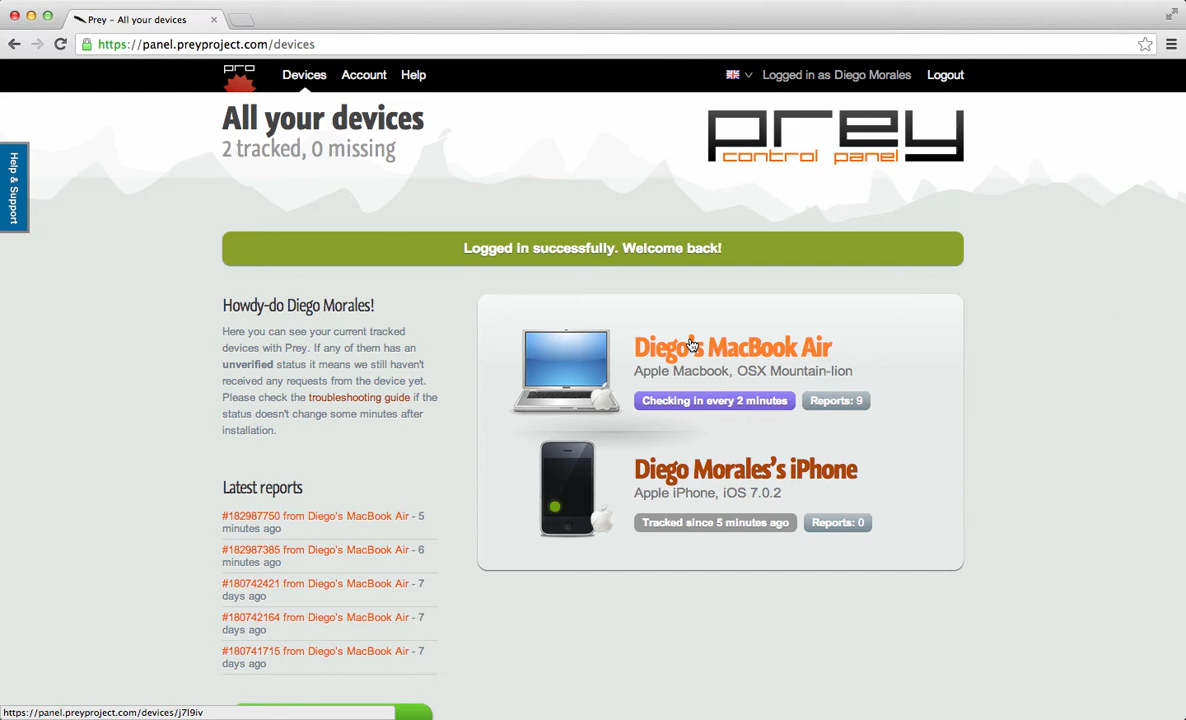 Prey – All your devices
https://panel.preyproject.com/devices
pro
Devices
Account
Help
Logged in as Diego Morales
Logout
All your devices
2 tracked, 0 missing
prey
control panel
Help & Support
Logged in successfully. Welcome back!
Howdy-do Diego Morales!
Here you can see your current tracked
devices with Prey. If any of them has an
unverified status it means we still haven't
received any requests from the device yet.
Please check the troubleshooting guide if the
status doesn't change some minutes after
installation.
Latest reports
#182987750 from Diego's MacBook Air - 5
minutes ago
#182987385 from Diego's MacBook Air - 6
minutes ago
#180742421 from Diego's MacBook Air - 7
days ago
#180742164 from Diego's MacBook Air - 7
days ago
#180741715 from Diego's MacBook Air - 7
days ago
Diego's MacBook Air
Apple Macbook, OSX Mountain-lion
Checking in every 2 minutes
Reports: 9
Diego Morales's iPhone
Apple iPhone, iOS 7.0.2
Tracked since 5 minutes ago
Reports: 0
https://panel.preyproject.com/devices/j7l9iv